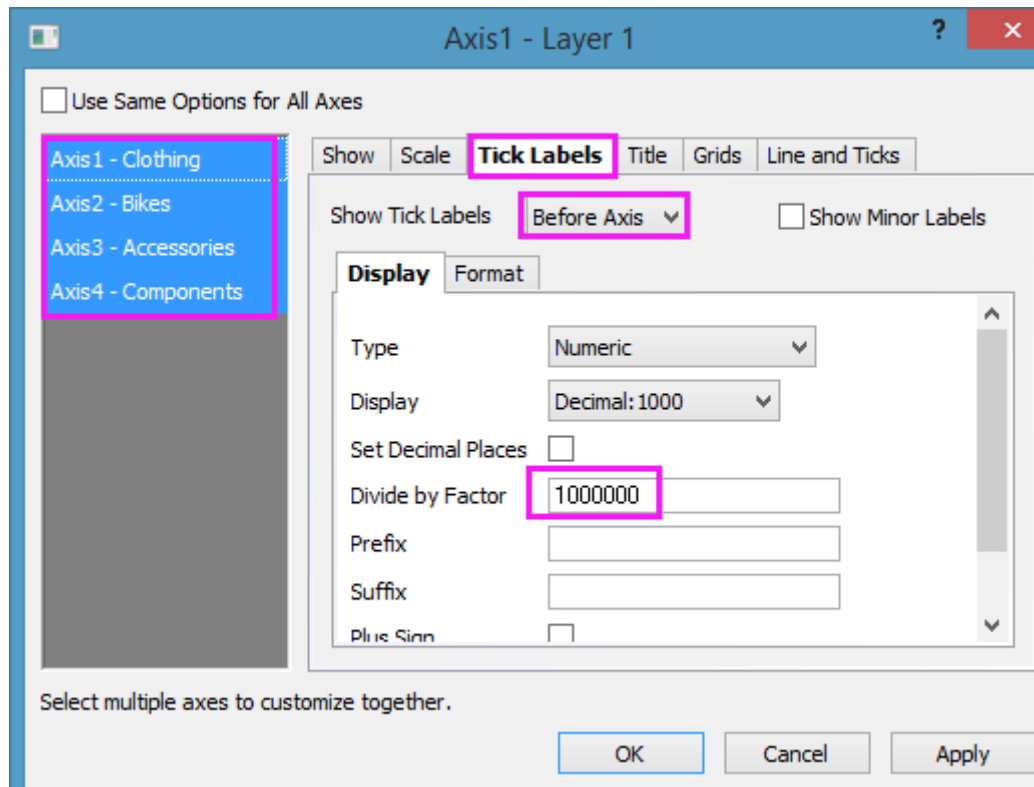 Axis1 - Layer 1
?
Use Same Options for All Axes
Axis1 - Clothing
Axis2 - Bikes
Axis3 - Accessories
Axis4 - Components
Show Scale Tick Labels Title Grids Line and Ticks
Show Tick Labels Before Axis Show Minor Labels
Display Format
Type Numeric
Display Decimal:1000
Set Decimal Places
Divide by Factor 1000000
Prefix
Suffix
Plus Sign
Select multiple axes to customize together.
OK Cancel Apply